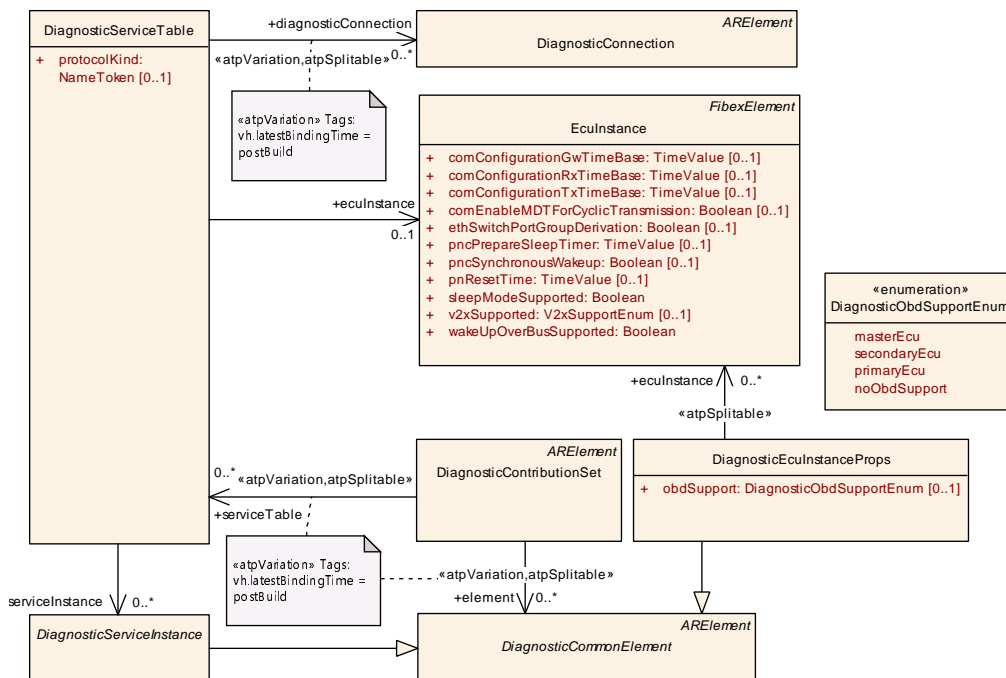 DiagnosticServiceTable
+ protocolKind:
NameToken [0..1]
+diagnosticConnection
0..*
«atpVariation,atpSplitable»
ARElement
DiagnosticConnection
«atpVariation» Tags:
vh.latestBindingTime =
postBuild
FibexElement
EcuInstance
+ comConfigurationGwTimeBase: TimeValue [0..1]
+ comConfigurationRxTimeBase: TimeValue [0..1]
+ comConfigurationTxTimeBase: TimeValue [0..1]
+ comEnableMDTForCyclicTransmission: Boolean [0..1]
+ ethSwitchPortGroupDerivation: Boolean [0..1]
+ pncPrepareSleepTimer: TimeValue [0..1]
+ pncSynchronousWakeup: Boolean [0..1]
+ pnResetTime: TimeValue [0..1]
+ sleepModeSupported: Boolean
+ v2xSupported: V2xSupportEnum [0..1]
+ wakeUpOverBusSupported: Boolean
+ecuInstance
0..1
«enumeration»
DiagnosticObdSupportEnum
masterEcu
secondaryEcu
primaryEcu
noObdSupport
+ecuInstance
0..*
«atpSplitable»
ARElement
DiagnosticContributionSet
DiagnosticEcuInstanceProps
+ obdSupport: DiagnosticObdSupportEnum [0..1]
0..*
«atpVariation,atpSplitable»
+serviceTable
«atpVariation» Tags:
vh.latestBindingTime =
postBuild
«atpVariation,atpSplitable»
+element
0..*
serviceInstance
0..*
DiagnosticServiceInstance
ARElement
DiagnosticCommonElement